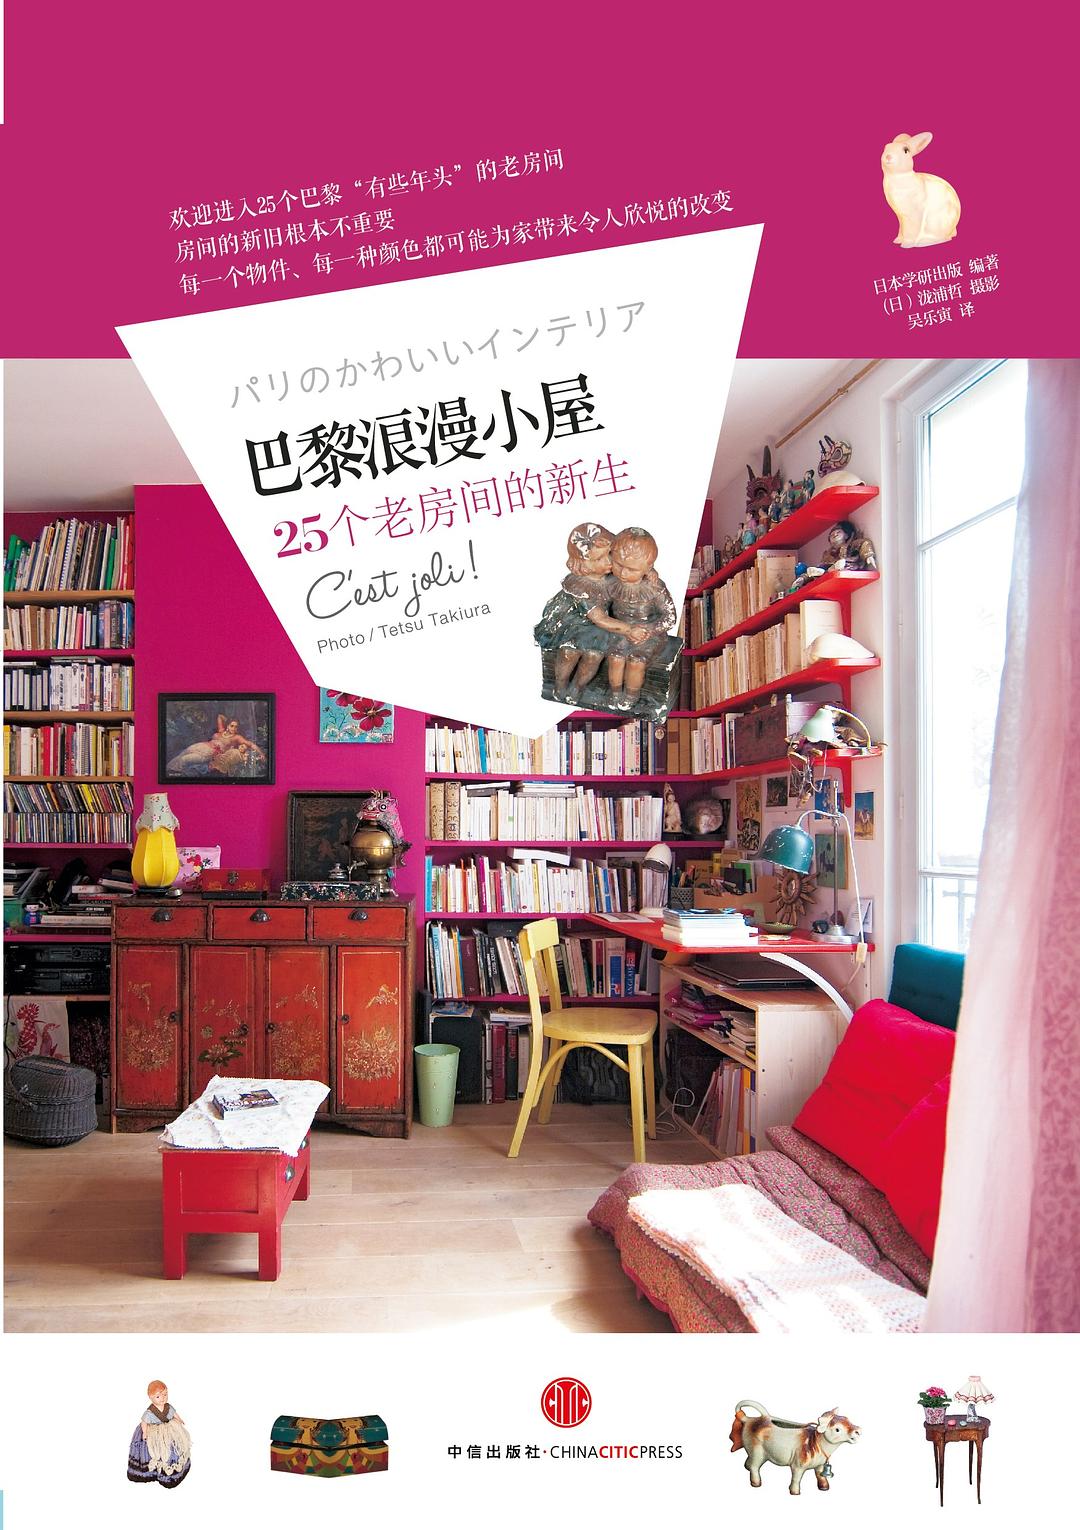 欢迎进入25个巴黎“有些年头”的老房间
房间的新旧根本不重要
每一个物件、每一种颜色都可能为家带来令人欣悦的改变
日本学研出版 编著
(日) 泷浦哲 摄影
吴乐寅 译
パリのかわいいインテリア
巴黎浪漫小屋
25个老房间的新生
C'est joli!
Photo / Tetsu Takiura
中信出版社·CHINACITICPRESS